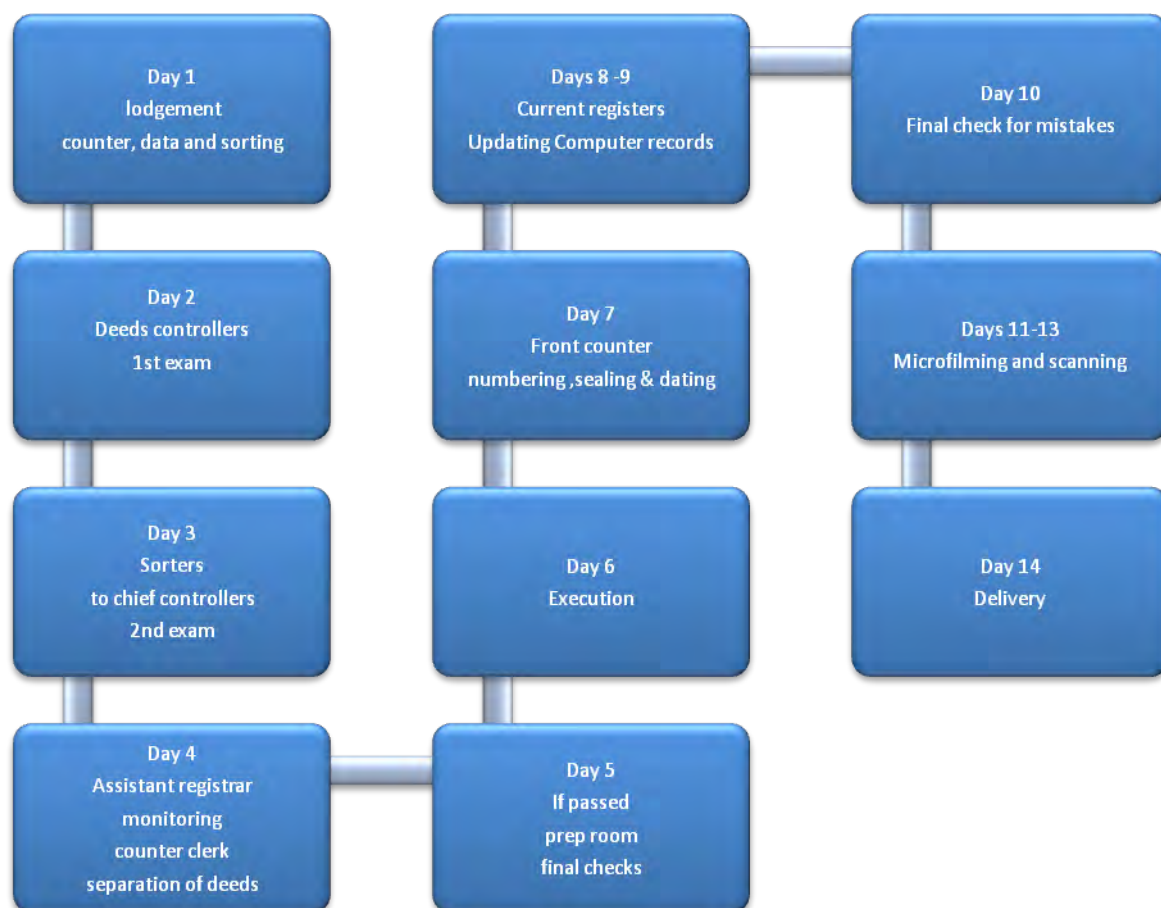 Day 1
lodgement
counter, data and sorting
Day 2
Deeds controllers
1st exam
Day 3
Sorters
to chief controllers
2nd exam
Day 4
Assistant registrar
monitoring
counter clerk
separation of deeds
Day 5
If passed
prep room
final checks
Day 6
Execution
Day 7
Front counter
numbering ,sealing & dating
Days 8 -9
Current registers
Updating Computer records
Day 10
Final check for mistakes
Days 11-13
Microfilming and scanning
Day 14
Delivery